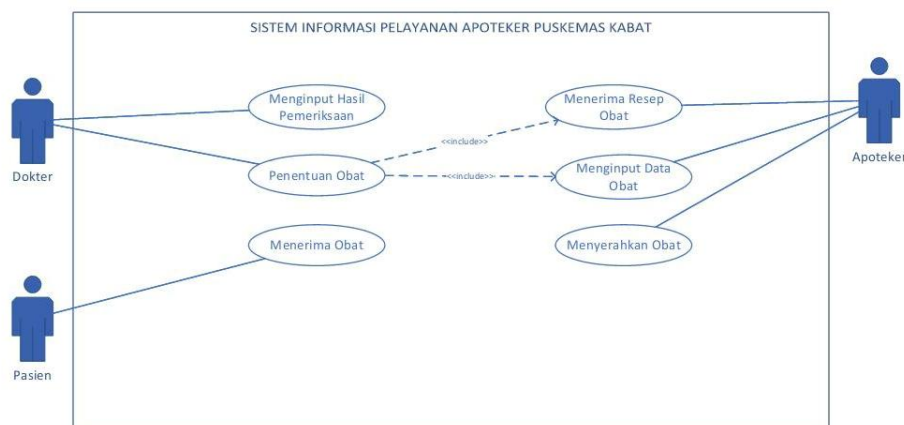 SISTEM INFORMASI PELAYANAN APOTEKER PUSKEMAS KABAT
Dokter
Menginput Hasil
Pemeriksaan
Penentuan Obat
Menerima Obat
<<include>>
<<include>>
Menerima Resep
Obat
Menginput Data
Obat
Menyerahkan Obat
Apoteker
Pasien